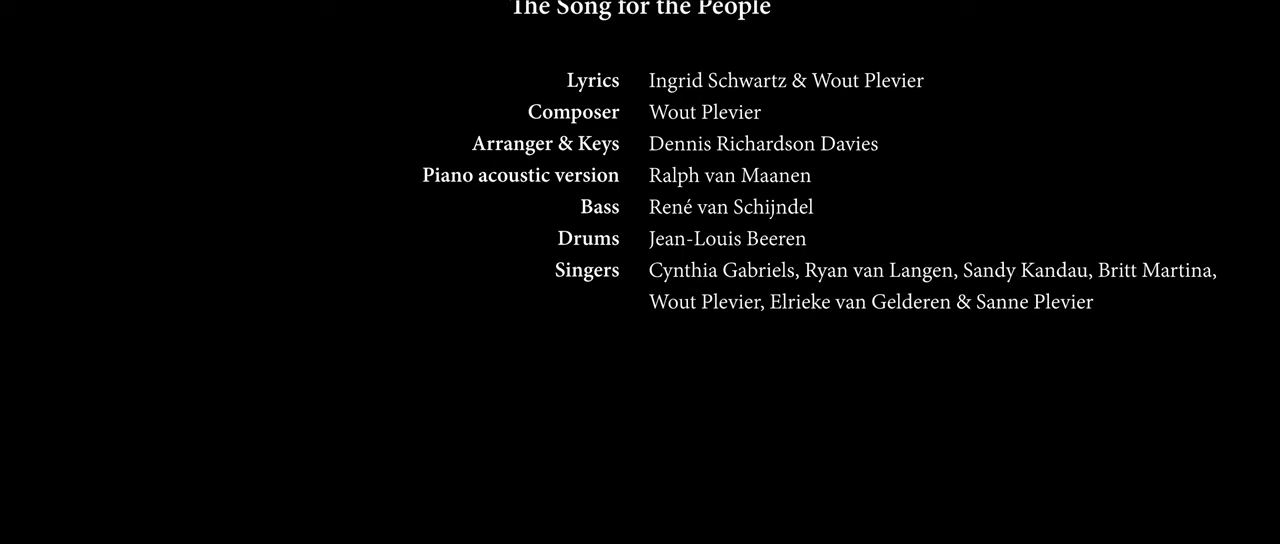 The Song for the People
Lyrics Ingrid Schwartz & Wout Plevier
Composer Wout Plevier
Arranger & Keys Dennis Richardson Davies
Piano acoustic version Ralph van Maanen
Bass René van Schijndel
Drums Jean-Louis Beeren
Singers Cynthia Gabriels, Ryan van Langen, Sandy Kandau, Britt Martina,
Wout Plevier, Elrieke van Gelderen & Sanne Plevier